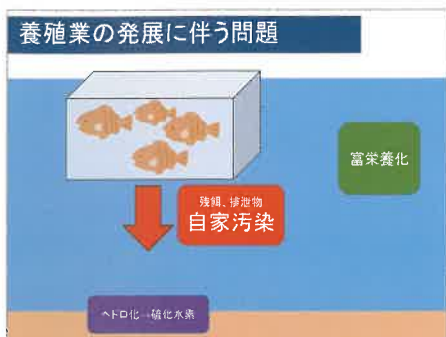 養殖業の発展に伴う問題
富栄養化
残餌、排泄物
自家汚染
ヘドロ化→硫化水素